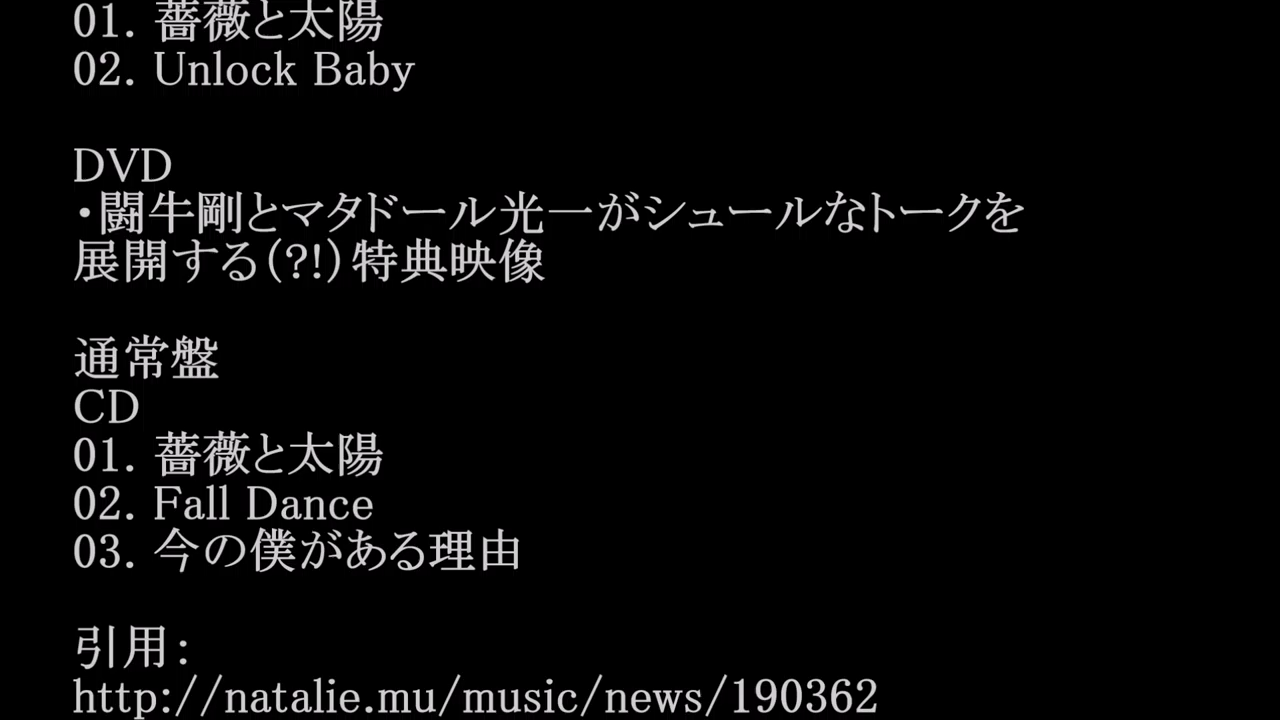 01. 薔薇と太陽
02. Unlock Baby
DVD
・闘牛剛とマタドール光一がシュールなトークを
展開する(?!)特典映像
通常盤
CD
01. 薔薇と太陽
02. Fall Dance
03. 今の僕がある理由
引用:
http://natalie.mu/music/news/190362